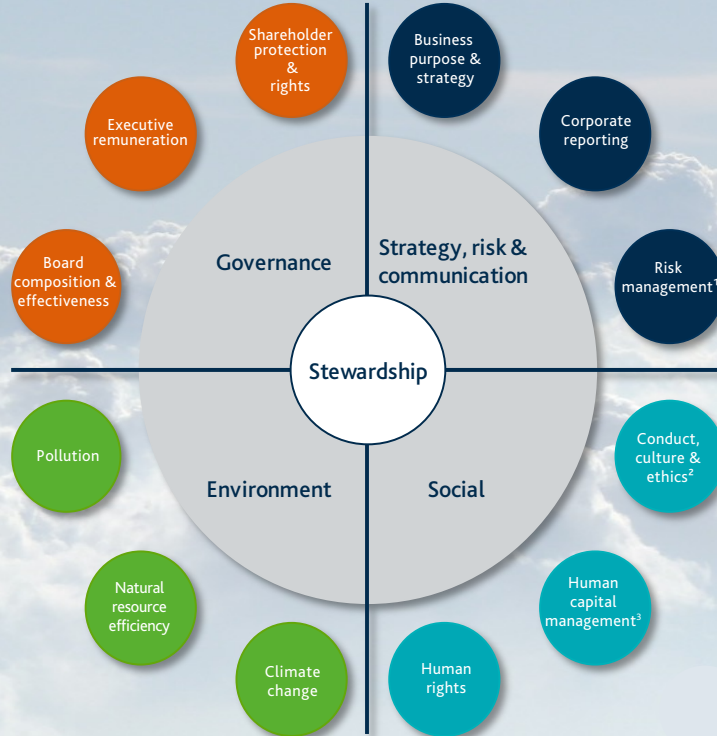 Shareholder
protection
&
rights
Business
purpose &
strategy
Executive
remuneration
Corporate
reporting
Board
composition &
effectiveness
Governance
Strategy, risk &
communication
Risk
management¹
Stewardship
Pollution
Environment
Social
Conduct,
culture &
ethics²
Natural
resource
efficiency
Human
capital
management³
Climate
change
Human
rights